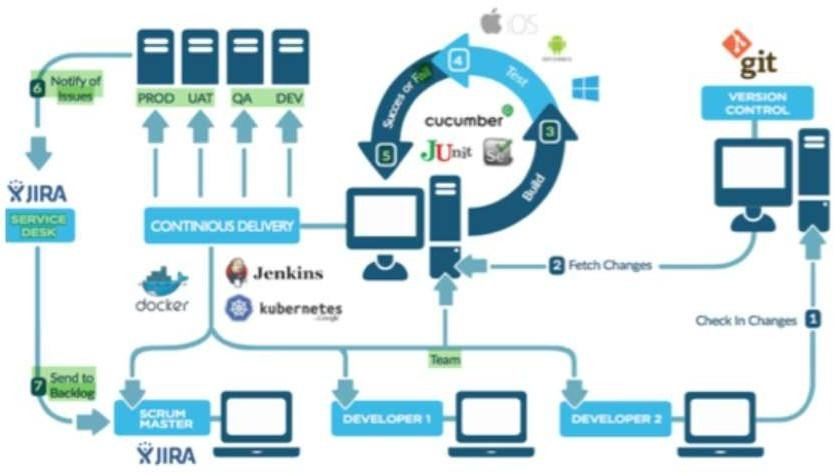 iOS
git
6
Notify of
Issues
PROD
UAT
QA
DEV
4
Test
Succes or Fail
VERSION
CONTROL
cucumber
3
JUnit
Se
5
Build
JIRA
SERVICE
DESK
CONTINIOUS DELIVERY
2
Fetch Changes
docker
Jenkins
kubernetes
Check In Changes
1
Team
7
Send to
Backlog
SCRUM
MASTER
DEVELOPER 1
DEVELOPER 2
JIRA